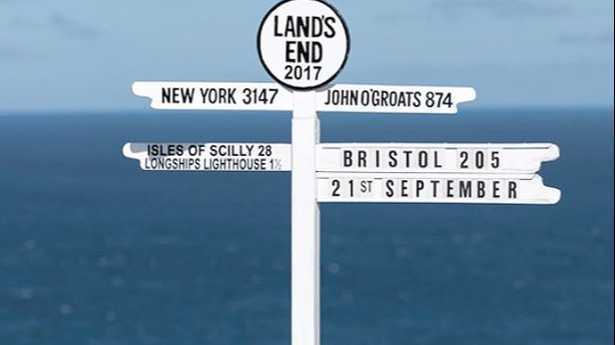 LAND'S
END
2017
NEW YORK 3147
JOHN O'GROATS 874
ISLES OF SCILLY 28
LONGSHIPS LIGHTHOUSE 1½
BRISTOL 205
21ST SEPTEMBER